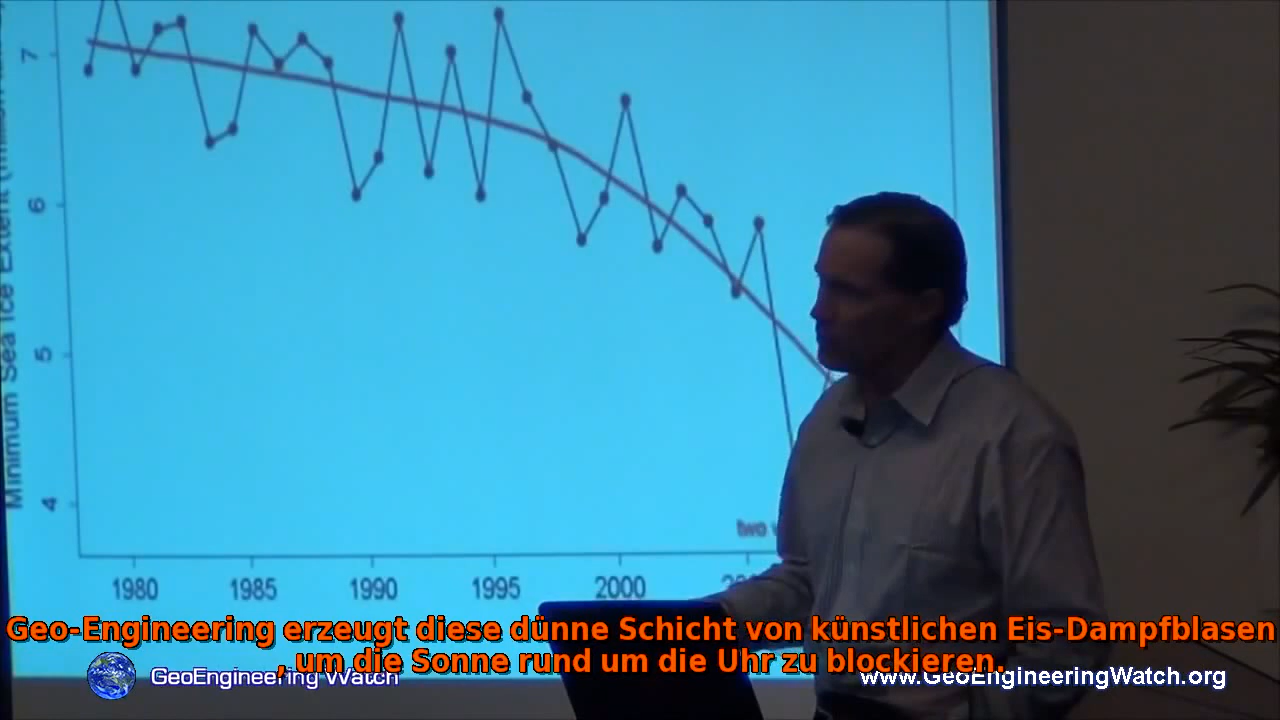 7
6
5
4
Minimum Sea Ice Extent
1980 1985 1990 1995 2000
two
Geo-Engineering erzeugt diese dünne Schicht von künstlichen Eis-Dampfblasen
, um die Sonne rund um die Uhr zu blockieren.
GeoEngineering Watch
www.GeoEngineeringWatch.org